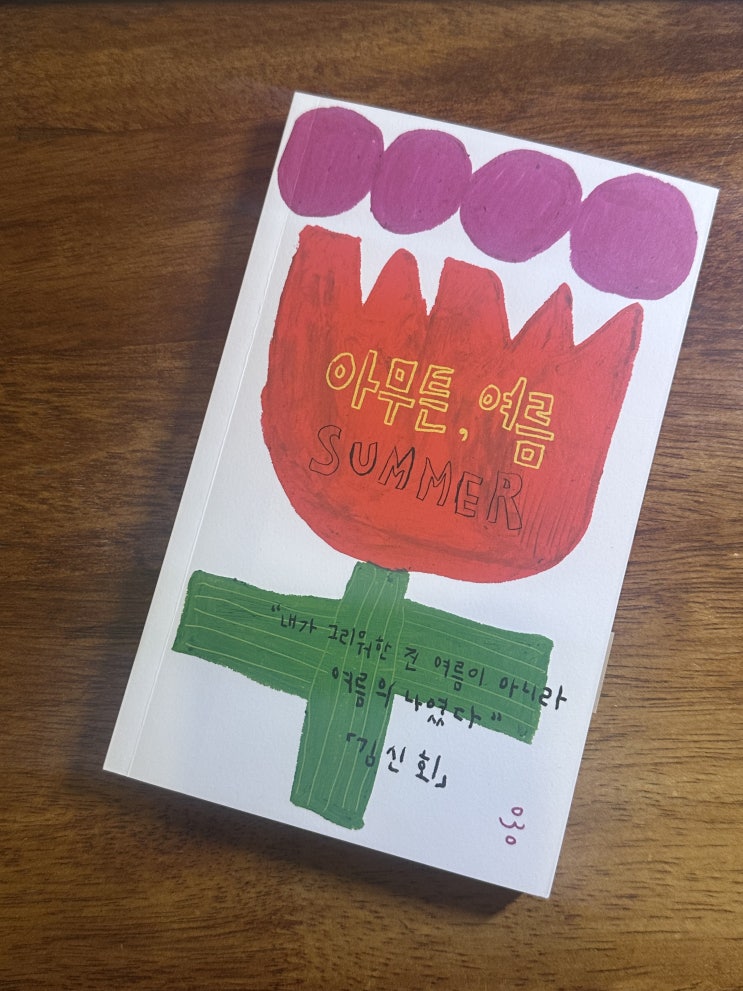 아무튼, 여름
SUMMER
"내가 그리워한 건 여름이 아니라
여름의 나였다"
「김신회」